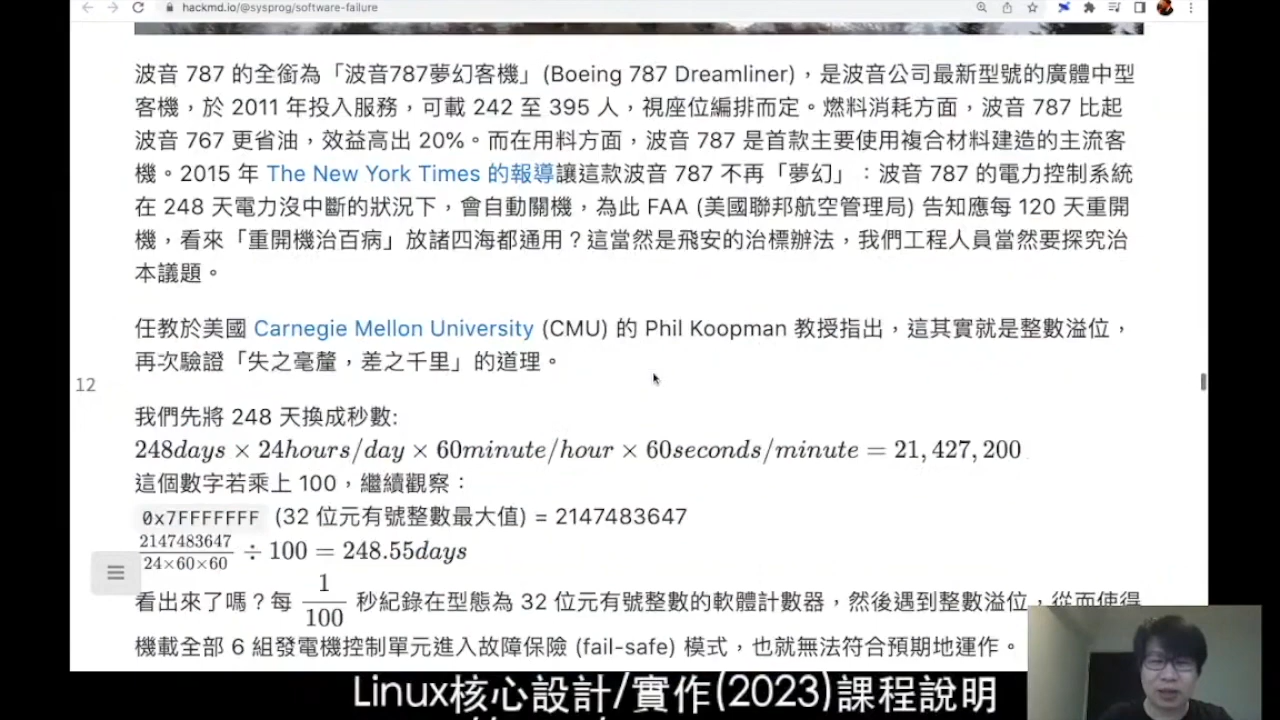 hackmd.io/@sysprog/software-failure
波音 787 的全銜為「波音787夢幻客機」(Boeing 787 Dreamliner)，是波音公司最新型號的廣體中型
客機，於 2011 年投入服務，可載 242 至 395 人，視座位編排而定。燃料消耗方面，波音 787 比起
波音 767 更省油，效益高出 20%。而在用料方面，波音 787 是首款主要使用複合材料建造的主流客
機。2015 年 The New York Times 的報導讓這款波音 787 不再「夢幻」：波音 787 的電力控制系統
在 248 天電力沒中斷的狀況下，會自動關機，為此 FAA (美國聯邦航空管理局) 告知應每 120 天重開
機，看來「重開機治百病」放諸四海都通用？這當然是飛安的治標辦法，我們工程人員當然要探究治
本議題。
任教於美國 Carnegie Mellon University (CMU) 的 Phil Koopman 教授指出，這其實就是整數溢位，
再次驗證「失之毫釐，差之千里」的道理。
12
我們先將 248 天換成秒數:
248days × 24hours/day × 60minute/hour × 60seconds/minute = 21,427,200
這個數字若乘上 100，繼續觀察：
0x7FFFFFFF (32 位元有號整數最大值) = 2147483647
2147483647
24×60×60
÷ 100 = 248.55days
看出來了嗎？每 1/100 秒紀錄在型態為 32 位元有號整數的軟體計數器，然後遇到整數溢位，從而使得
機載全部 6 組發電機控制單元進入故障保險 (fail-safe) 模式，也就無法符合預期地運作。
Linux核心設計/實作(2023)課程說明